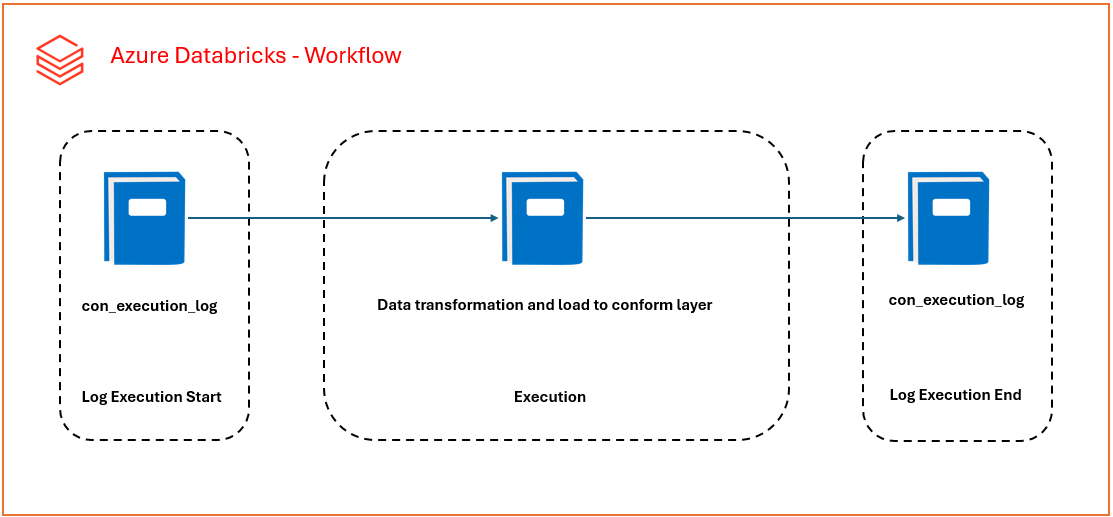 Azure Databricks - Workflow
con_execution_log
Data transformation and load to conform layer
con_execution_log
Log Execution Start
Execution
Log Execution End